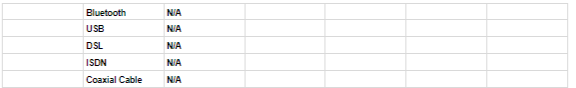 Bluetooth N/A
USB N/A
DSL N/A
ISDN N/A
Coaxial Cable N/A